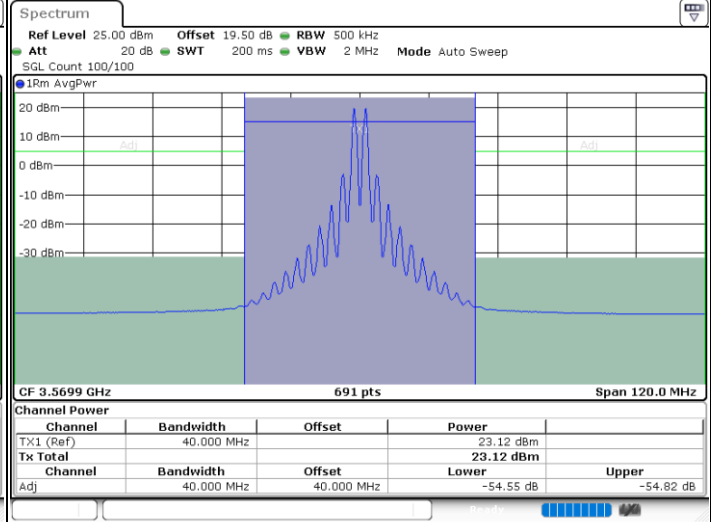 Spectrum
Ref Level 25.00 dBm Offset 19.50 dB RBW 500 kHz
Att 20 dB SWT 200 ms VBW 2 MHz Mode Auto Sweep
SGL Count 100/100
1Rm AvgPwr
20 dBm
10 dBm
Adj Adj
0 dBm
-10 dBm
-20 dBm
-30 dBm
CF 3.5699 GHz 691 pts Span 120.0 MHz
Channel Power
Channel Bandwidth Offset Power
TX1 (Ref) 40.000 MHz 23.12 dBm
Tx Total 23.12 dBm
Channel Bandwidth Offset Lower Upper
Adj 40.000 MHz 40.000 MHz -54.55 dB -54.82 dB
Ready